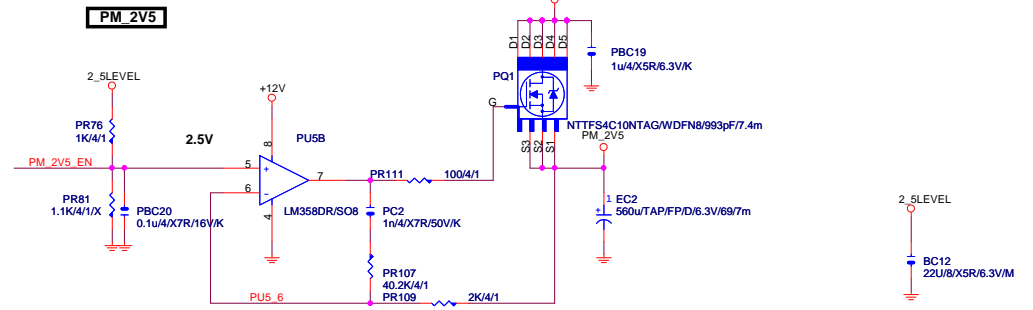 PM_2V5
D1
D2
D3
D4
D5
PBC19
1u/4/X5R/6.3V/K
2_5LEVEL
PQ1
+12V
G
PR76
1K/4/1
NTTFS4C10NTAG/WDFN8/993pF/7.4m
2.5V
PU5B
8
S3
S2
S1
PM_2V5
PM_2V5_EN
5
+
7
PR111
100/4/1
6
-
PR81
1.1K/4/1/X
PBC20
0.1u/4/X7R/16V/K
4
LM358DR/SO8
PC2
1n/4/X7R/50V/K
1
EC2
560u/TAP/FP/D/6.3V/69/7m
+
2_5LEVEL
BC12
22U/8/X5R/6.3V/M
PR107
40.2K/4/1
PU5_6
PR109
2K/4/1